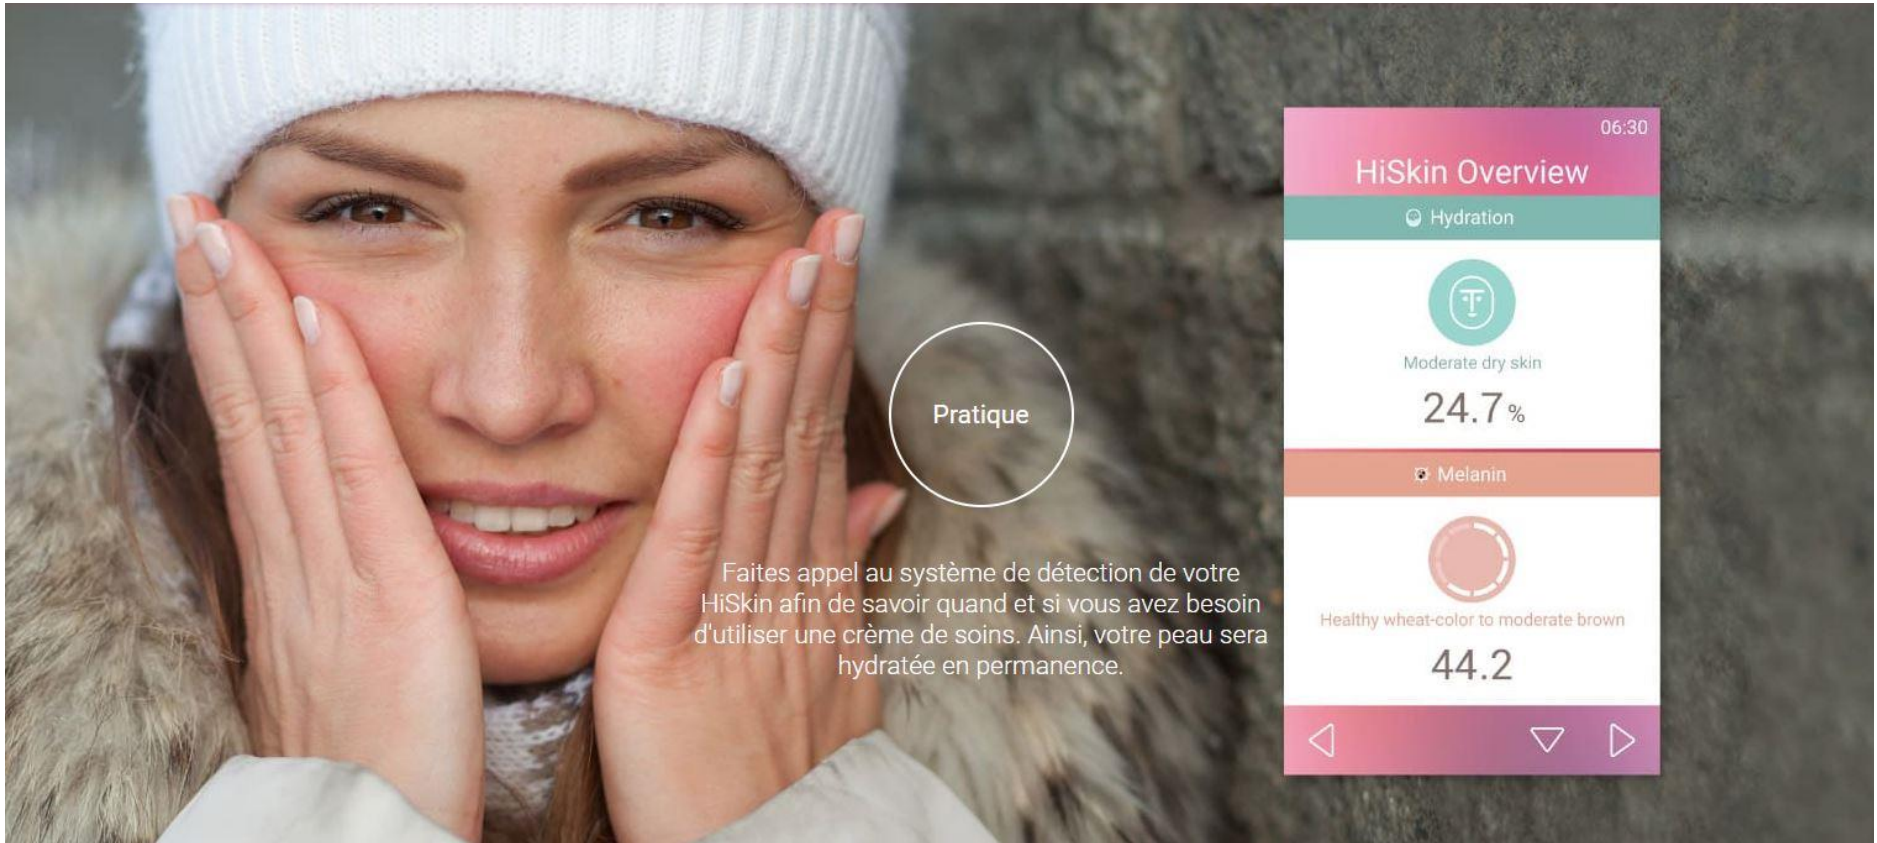 Pratique
Faites appel au système de détection de votre
HiSkin afin de savoir quand et si vous avez besoin
d'utiliser une crème de soins. Ainsi, votre peau sera
hydratée en permanence.
06:30
HiSkin Overview
Hydration
T
Moderate dry skin
24.7 %
Melanin
Healthy wheat-color to moderate brown
44.2